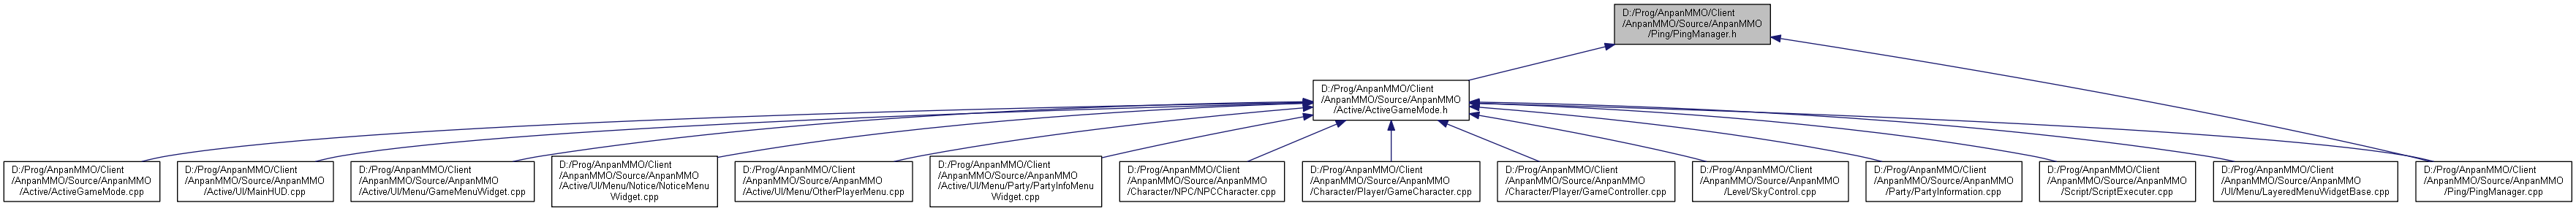 D:/Prog/AnpanMMO/Client
/AnpanMMO/Source/AnpanMMO
/Ping/PingManager.h
D:/Prog/AnpanMMO/Client
/AnpanMMO/Source/AnpanMMO
/Active/ActiveGameMode.h
D:/Prog/AnpanMMO/Client
/AnpanMMO/Source/AnpanMMO
/Active/ActiveGameMode.cpp
D:/Prog/AnpanMMO/Client
/AnpanMMO/Source/AnpanMMO
/Active/UI/MainHUD.cpp
D:/Prog/AnpanMMO/Client
/AnpanMMO/Source/AnpanMMO
/Active/UI/Menu/GameMenuWidget.cpp
D:/Prog/AnpanMMO/Client
/AnpanMMO/Source/AnpanMMO
/Active/UI/Menu/Notice/NoticeMenu
Widget.cpp
D:/Prog/AnpanMMO/Client
/AnpanMMO/Source/AnpanMMO
/Active/UI/Menu/OtherPlayerMenu.cpp
D:/Prog/AnpanMMO/Client
/AnpanMMO/Source/AnpanMMO
/Active/UI/Menu/Party/PartyInfoMenu
Widget.cpp
D:/Prog/AnpanMMO/Client
/AnpanMMO/Source/AnpanMMO
/Character/NPC/NPCCharacter.cpp
D:/Prog/AnpanMMO/Client
/AnpanMMO/Source/AnpanMMO
/Character/Player/GameCharacter.cpp
D:/Prog/AnpanMMO/Client
/AnpanMMO/Source/AnpanMMO
/Character/Player/GameController.cpp
D:/Prog/AnpanMMO/Client
/AnpanMMO/Source/AnpanMMO
/Level/SkyControl.cpp
D:/Prog/AnpanMMO/Client
/AnpanMMO/Source/AnpanMMO
/Party/PartyInformation.cpp
D:/Prog/AnpanMMO/Client
/AnpanMMO/Source/AnpanMMO
/Script/ScriptExecuter.cpp
D:/Prog/AnpanMMO/Client
/AnpanMMO/Source/AnpanMMO
/UI/Menu/LayeredMenuWidgetBase.cpp
D:/Prog/AnpanMMO/Client
/AnpanMMO/Source/AnpanMMO
/Ping/PingManager.cpp